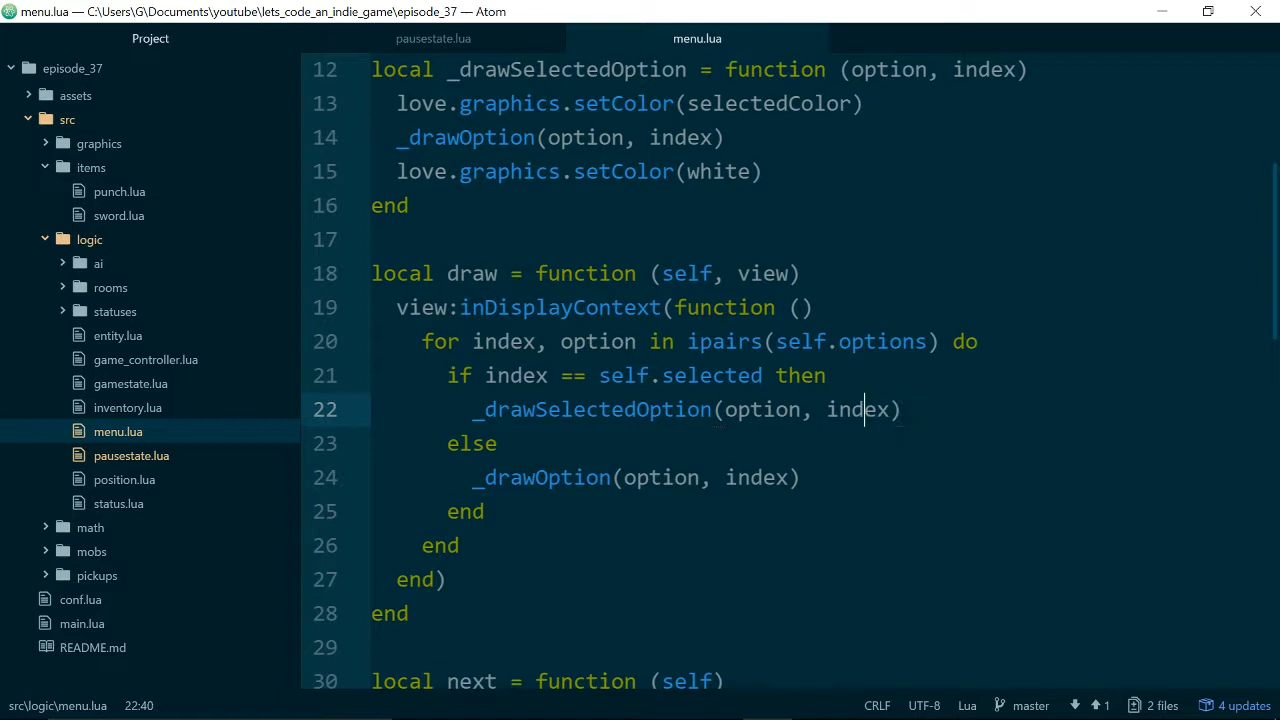 menu.lua — C:\Users\G\Documents\youtube\lets_code_an_indie_game\episode_37 — Atom
Project
pausestate.lua
menu.lua
episode_37
assets
src
graphics
items
punch.lua
sword.lua
logic
ai
rooms
statuses
entity.lua
game_controller.lua
gamestate.lua
inventory.lua
menu.lua
pausestate.lua
position.lua
status.lua
math
mobs
pickups
conf.lua
main.lua
README.md
12 local _drawSelectedOption = function (option, index)
13 love.graphics.setColor(selectedColor)
14 _drawOption(option, index)
15 love.graphics.setColor(white)
16 end
17
18 local draw = function (self, view)
19 view:inDisplayContext(function ()
20 for index, option in ipairs(self.options) do
21 if index == self.selected then
22 _drawSelectedOption(option, index)
23 else
24 _drawOption(option, index)
25 end
26 end
27 end)
28 end
29
30 local next = function (self)
src\logic\menu.lua 22:40 CRLF UTF-8 Lua master 1 2 files 4 updates